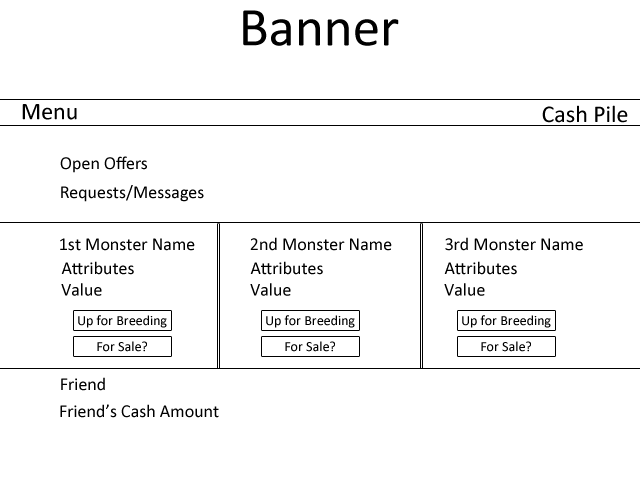 Banner
Menu
Cash Pile
Open Offers
Requests/Messages
1st Monster Name
Attributes
Value
Up for Breeding
For Sale?
2nd Monster Name
Attributes
Value
Up for Breeding
For Sale?
3rd Monster Name
Attributes
Value
Up for Breeding
For Sale?
Friend
Friend’s Cash Amount